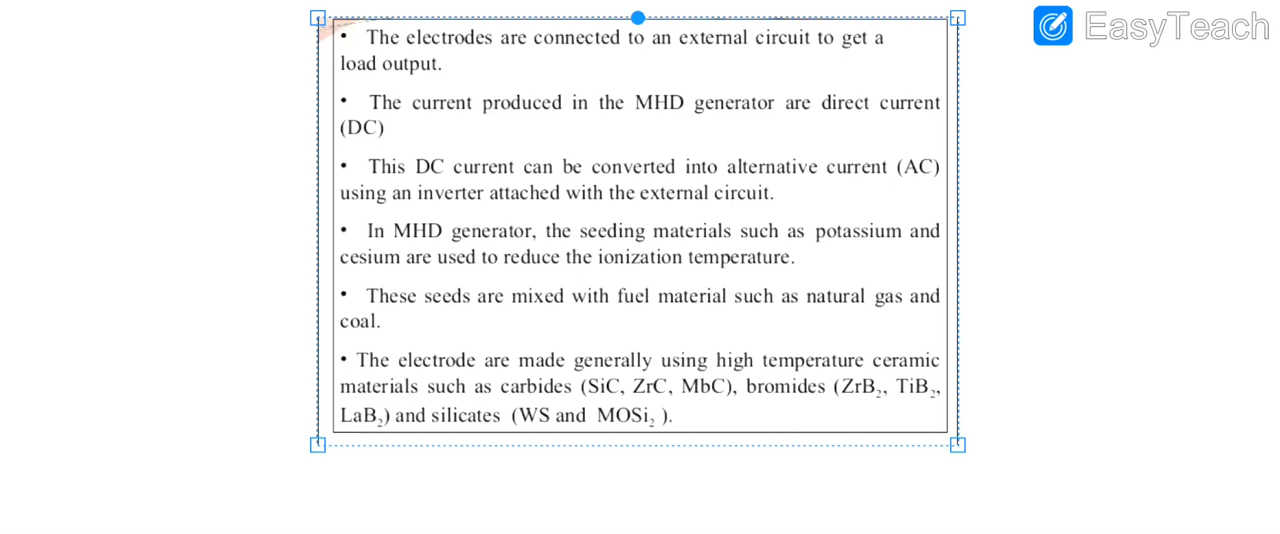 EasyTeach
• The electrodes are connected to an external circuit to get a
load output.
• The current produced in the MHD generator are direct current
(DC)
• This DC current can be converted into alternative current (AC)
using an inverter attached with the external circuit.
• In MHD generator, the seeding materials such as potassium and
cesium are used to reduce the ionization temperature.
• These seeds are mixed with fuel material such as natural gas and
coal.
• The electrode are made generally using high temperature ceramic
materials such as carbides (SiC, ZrC, MbC), bromides (ZrB₂, TiB₂,
LaB₂) and silicates (WS and MOSi₂ ).